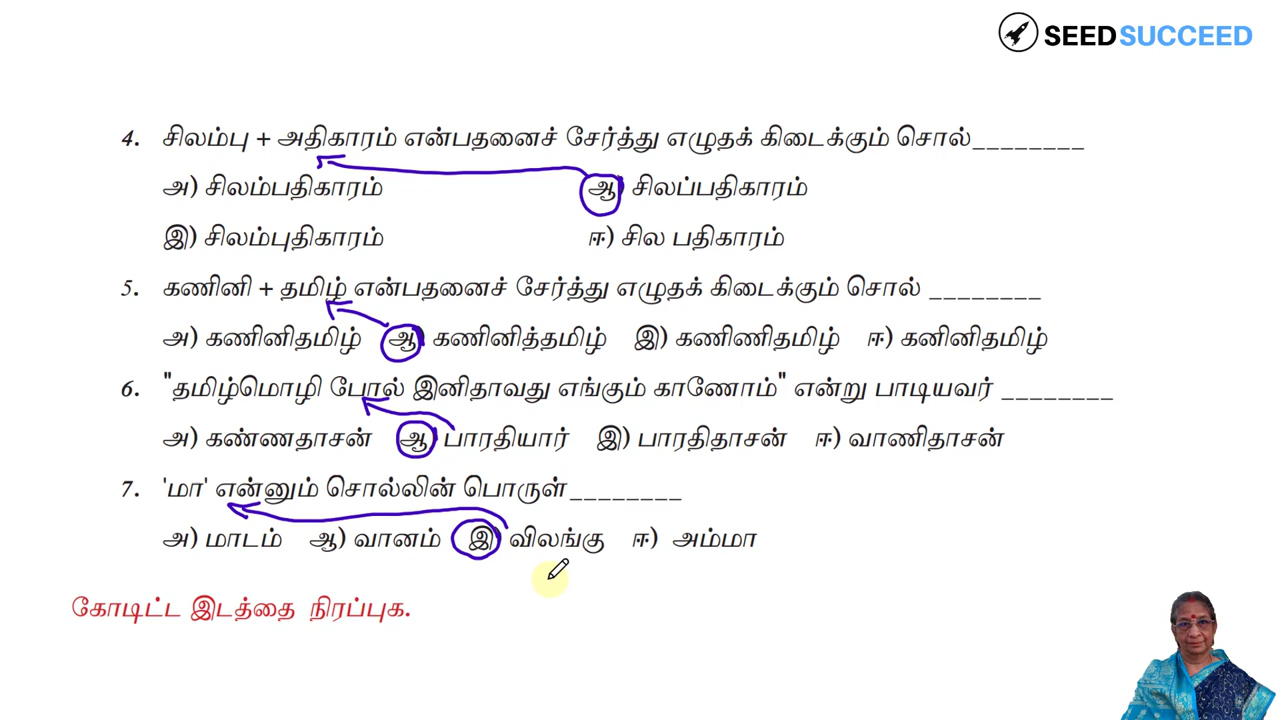 SEEDSUCCEED
4. சிலம்பு + அதிகாரம் என்பதனைச் சேர்த்து எழுதக் கிடைக்கும் சொல்________
அ) சிலம்பதிகாரம் ஆ) சிலப்பதிகாரம்
இ) சிலம்புதிகாரம் ஈ) சில பதிகாரம்
5. கணினி + தமிழ் என்பதனைச் சேர்த்து எழுதக் கிடைக்கும் சொல் ________
அ) கணினிதமிழ் ஆ) கணினித்தமிழ் இ) கணிணிதமிழ் ஈ) கனினிதமிழ்
6. "தமிழ்மொழி போல் இனிதாவது எங்கும் காணோம்" என்று பாடியவர் ________
அ) கண்ணதாசன் ஆ) பாரதியார் இ) பாரதிதாசன் ஈ) வாணிதாசன்
7. 'மா' என்னும் சொல்லின் பொருள்________
அ) மாடம் ஆ) வானம் இ) விலங்கு ஈ) அம்மா
கோடிட்ட இடத்தை நிரப்புக.